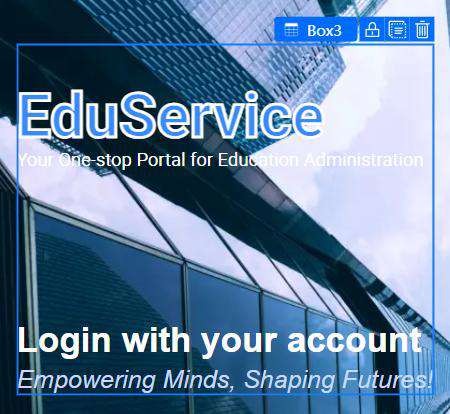 Box3
EduService
Your One-stop Portal for Education Administration
Login with your account
Empowering Minds, Shaping Futures!